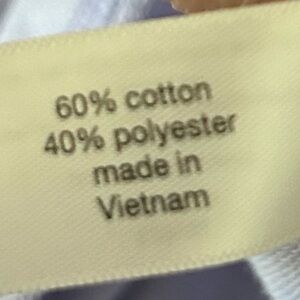 60% cotton
40% polyester
made in
Vietnam